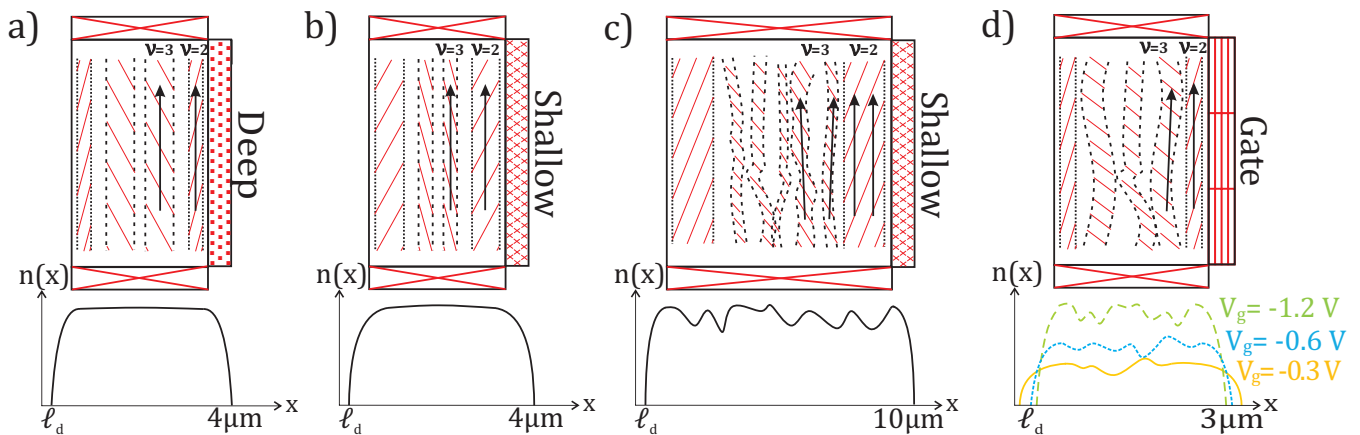 a)
ν=3 ν=2
Deep
n(x)
ℓd
4μm
x
b)
ν=3 ν=2
Shallow
n(x)
ℓd
4μm
x
c)
ν=3 ν=2
Shallow
n(x)
ℓd
10μm
x
d)
ν=3 ν=2
Gate
n(x)
Vg= -1.2 V
Vg= -0.6 V
Vg= -0.3 V
ℓd
3μm
x